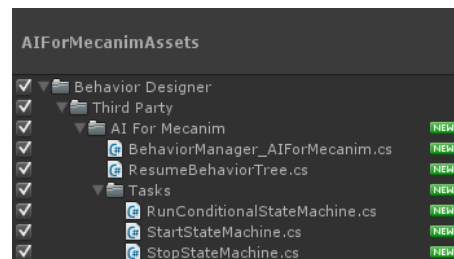 AIForMecanimAssets
Behavior Designer
Third Party
AI For Mecanim NEW
BehaviorManager_AIForMecanim.cs NEW
ResumeBehaviorTree.cs NEW
Tasks NEW
RunConditionalStateMachine.cs NEW
StartStateMachine.cs NEW
StopStateMachine.cs NEW